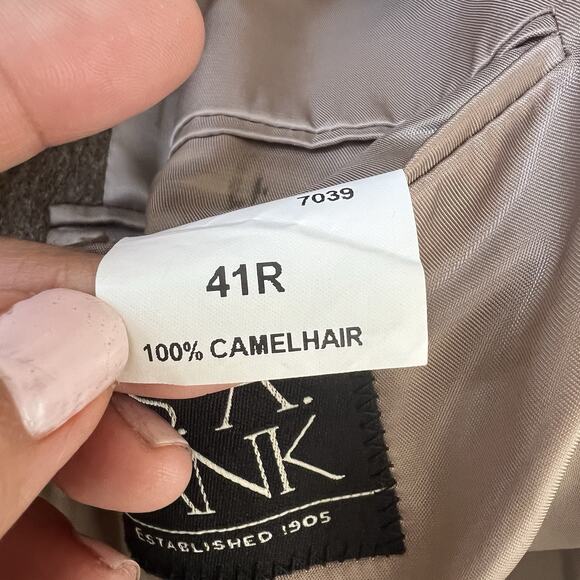 7039
41R
100% CAMELHAIR
ESTABLISHED 1905